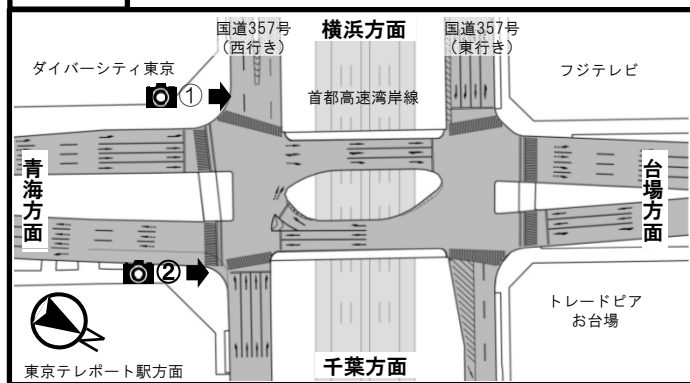 国道357号
(西行き)
横浜方面
国道357号
(東行き)
ダイバーシティ東京
フジテレビ
①
首都高速湾岸線
青海方面
台場方面
②
トレードピア
お台場
東京テレポート駅方面
千葉方面